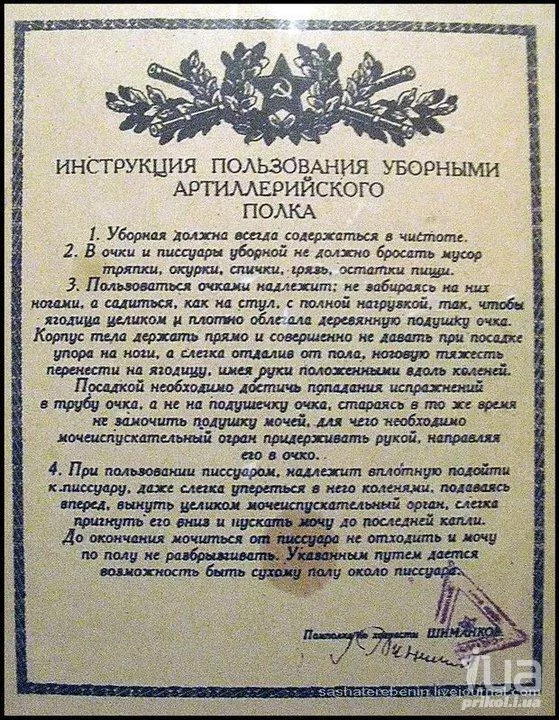 ИНСТРУКЦИЯ ПОЛЬЗОВАНИЯ УБОРНЫМИ
АРТИЛЛЕРИЙСКОГО
ПОЛКА
1. Уборная должна всегда содержаться в чистоте.
2. В очки и писсуары уборной не должно бросать мусор
тряпки, окурки, спички, грязь, остатки пищи.
3. Пользоваться очками надлежит: не забираясь на них
ногами, а садиться, как на стул, с полной нагрузкой, так, чтобы
ягодица целиком и плотно облегала деревянную подушку очка.
Корпус тела держать прямо и совершенно не давать при посадке
упора на ноги, а слегка отдалив от пола, ноговую тяжесть
перенести на ягодицу, имея руки положенными вдоль коленей.
Посадкой необходимо достичь попадания испражнений
в трубу очка, а не на подушечку очка, стараясь в то же время
не замочить подушку мочей, для чего необходимо
мочеиспускательный огран придерживать рукой, направляя
его в очко.
4. При пользовании писсуаром, надлежит вплотную подойти
к.писсуару, даже слегка упереться в него коленями, подаваясь
вперед, вынуть целиком мочеиспускательный орган, слегка
пригнуть его вниз и пускать мочу до последней капли.
До окончания мочиться от писсуара не отходить и мочу
по полу не разбрызгивать. Указанным путем дается
возможность быть сухому полу около писсуара.
Помполка по ШИМАНКОВ
sashaterebenin.livejournal.com
iua
prikol.i.ua